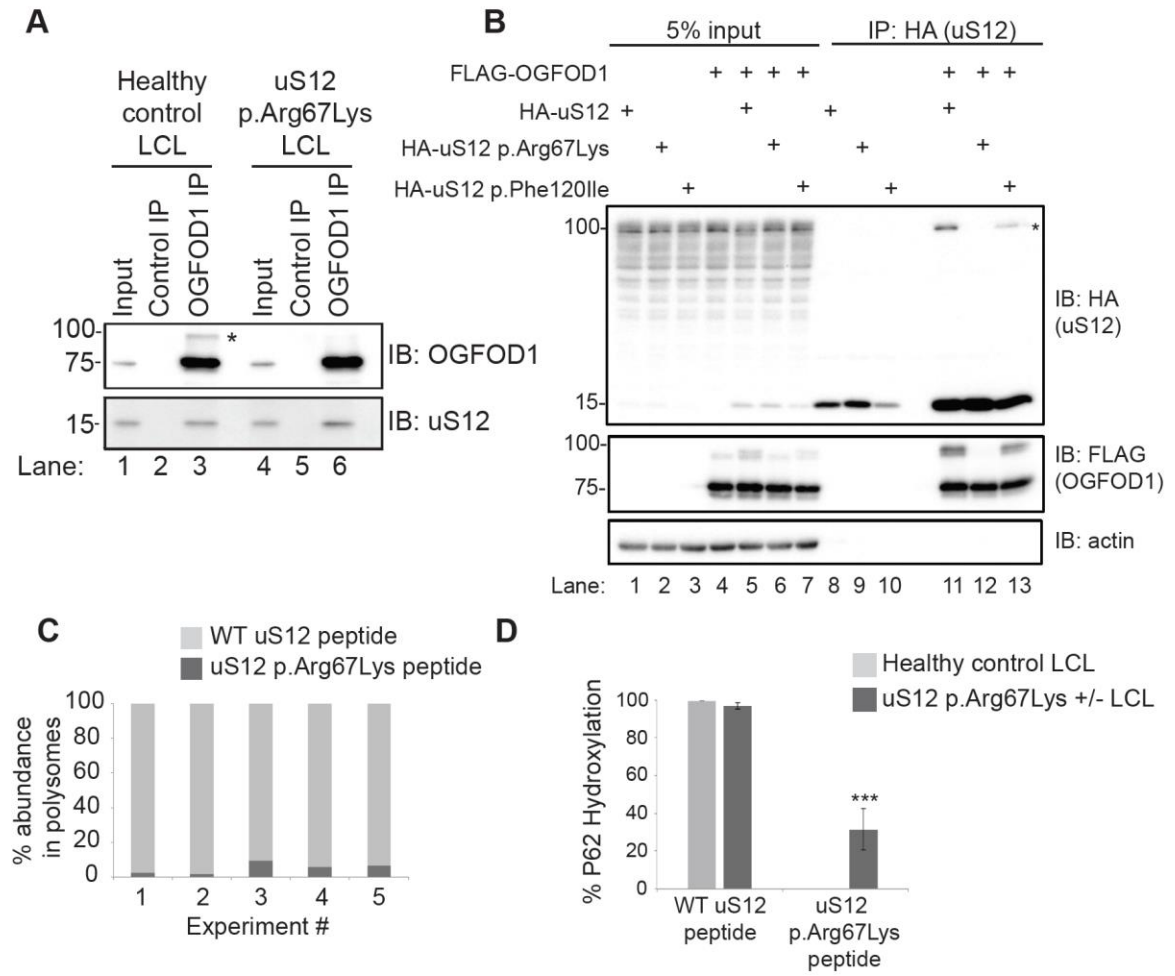 A
Healthy
control
LCL
uS12
p.Arg67Lys
LCL
Input
Control IP
OGFOD1 IP
Input
Control IP
OGFOD1 IP
100-
*
75-
IB: OGFOD1
15-
IB: uS12
Lane: 1 2 3 4 5 6
B
5% input
IP: HA (uS12)
FLAG-OGFOD1 + + + + + + +
HA-uS12 + + + +
HA-uS12 p.Arg67Lys + + + +
HA-uS12 p.Phe120Ile + + + +
100-
*
IB: HA
(uS12)
15-
100-
75-
IB: FLAG
(OGFOD1)
IB: actin
Lane: 1 2 3 4 5 6 7 8 9 10 11 12 13
C
WT uS12 peptide
uS12 p.Arg67Lys peptide
% abundance
in polysomes
100
80
60
40
20
0
1 2 3 4 5
Experiment #
D
Healthy control LCL
uS12 p.Arg67Lys +/- LCL
% P62 Hydroxylation
100
80
60
40
20
0
***
WT uS12
peptide
uS12
p.Arg67Lys
peptide